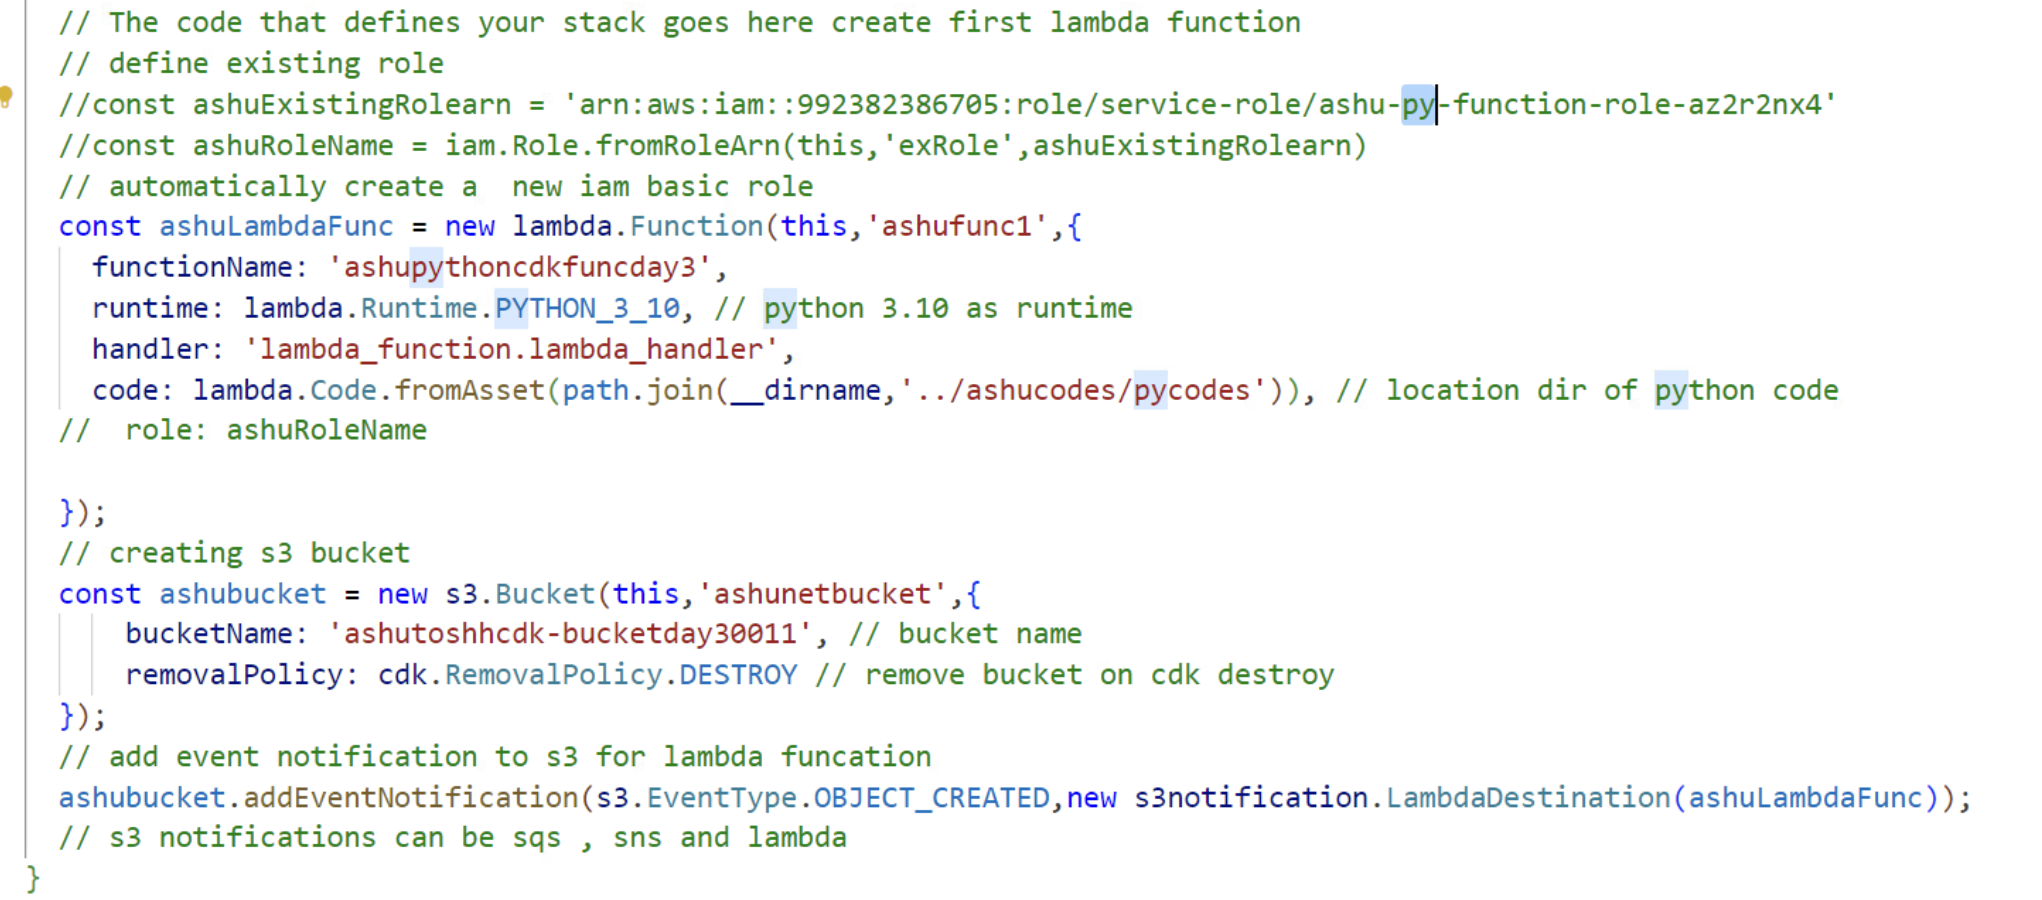 // The code that defines your stack goes here create first lambda function
// define existing role
//const ashuExistingRolearn = 'arn:aws:iam::992382386705:role/service-role/ashu-py-function-role-az2r2nx4'
//const ashuRoleName = iam.Role.fromRoleArn(this,'exRole',ashuExistingRolearn)
// automatically create a  new iam basic role
const ashuLambdaFunc = new lambda.Function(this,'ashufunc1',{
  functionName: 'ashupythoncdkfuncday3',
  runtime: lambda.Runtime.PYTHON_3_10, // python 3.10 as runtime
  handler: 'lambda_function.lambda_handler',
  code: lambda.Code.fromAsset(path.join(__dirname,'../ashucodes/pycodes')), // location dir of python code
//  role: ashuRoleName
});
// creating s3 bucket
const ashubucket = new s3.Bucket(this,'ashunetbucket',{
    bucketName: 'ashutoshhcdk-bucketday30011', // bucket name
    removalPolicy: cdk.RemovalPolicy.DESTROY // remove bucket on cdk destroy
});
// add event notification to s3 for lambda funcation
ashubucket.addEventNotification(s3.EventType.OBJECT_CREATED,new s3notification.LambdaDestination(ashuLambdaFunc));
// s3 notifications can be sqs , sns and lambda
}